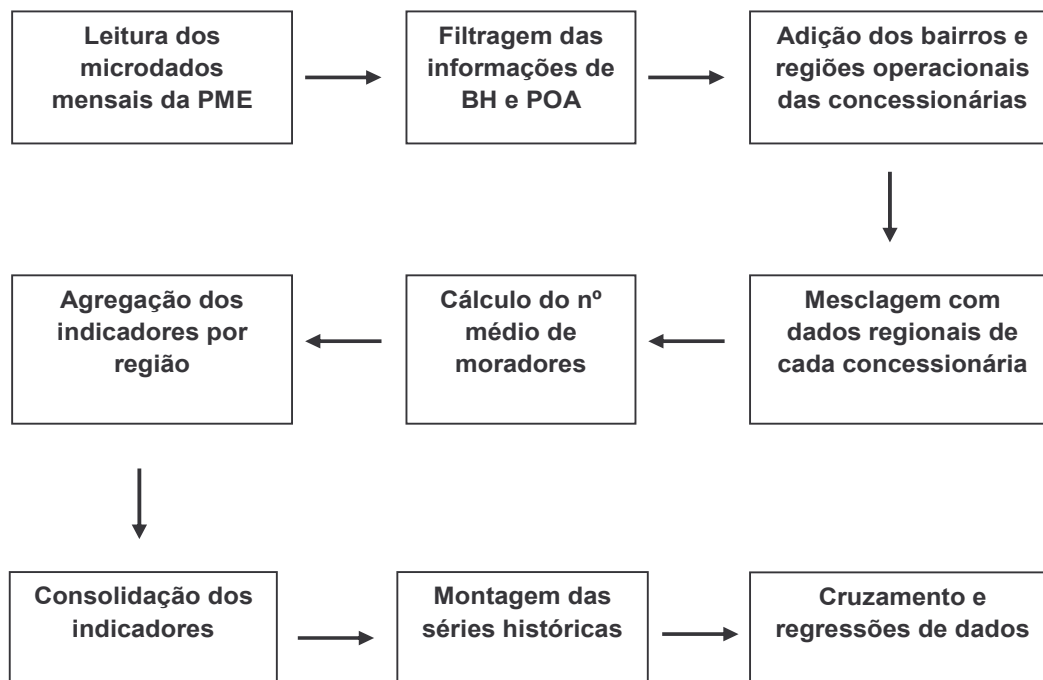 Leitura dos
microdados
mensais da PME
Filtragem das
informações de
BH e POA
Adição dos bairros e
regiões operacionais
das concessionárias
Mesclagem com
dados regionais de
cada concessionária
Cálculo do nº
médio de
moradores
Agregação dos
indicadores por
região
Consolidação dos
indicadores
Montagem das
séries históricas
Cruzamento e
regressões de dados